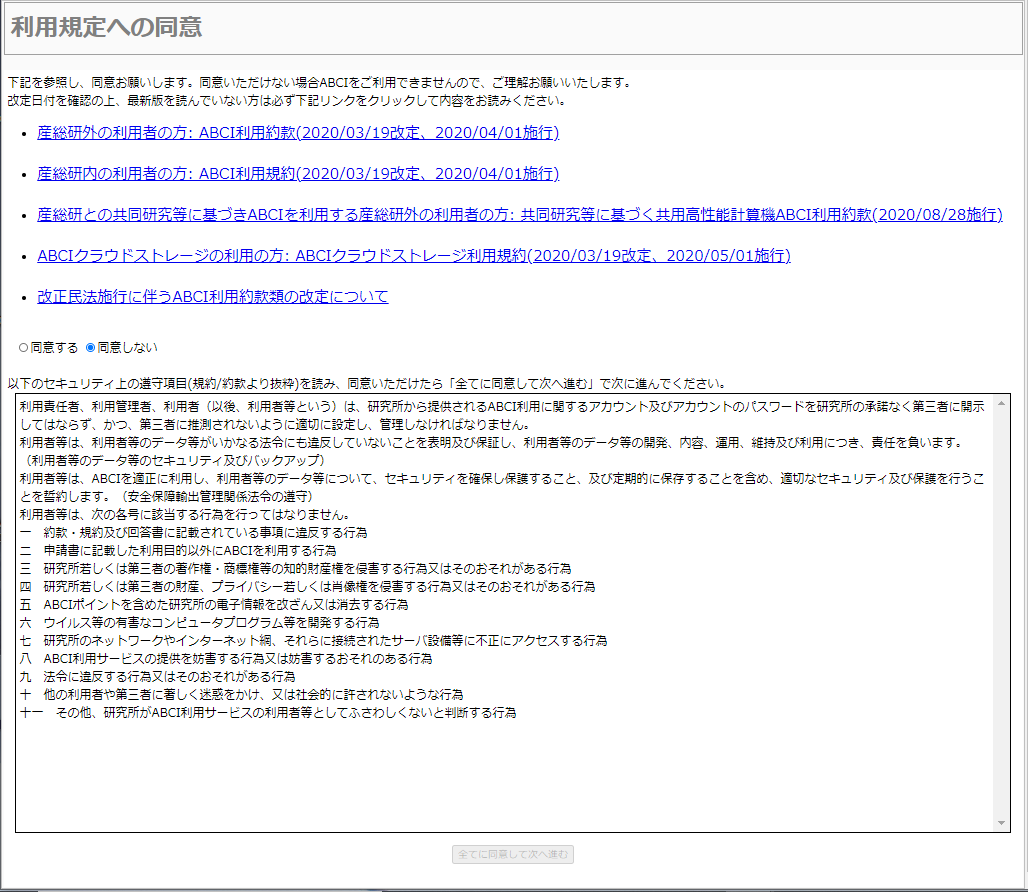 利用規定への同意
下記を参照し、同意お願いします。同意いただけない場合ABCIをご利用できませんので、ご理解お願いいたします。
改定日付を確認の上、最新版を読んでいない方は必ず下記リンクをクリックして内容をお読みください。
• 産総研外の利用者の方: ABCI利用約款(2020/03/19改定、2020/04/01施行)
• 産総研内の利用者の方: ABCI利用規約(2020/03/19改定、2020/04/01施行)
• 産総研との共同研究等に基づきABCIを利用する産総研外の利用者の方: 共同研究等に基づく共用高性能計算機ABCI利用約款(2020/08/28施行)
• ABCIクラウドストレージの利用の方: ABCIクラウドストレージ利用規約(2020/03/19改定、2020/05/01施行)
• 改正民法施行に伴うABCI利用約款類の改定について
同意する 同意しない
以下のセキュリティ上の遵守項目(規約/約款より抜粋)を読み、同意いただけたら「全てに同意して次へ進む」で次に進んでください。
利用責任者、利用管理者、利用者（以後、利用者等という）は、研究所から提供されるABCI利用に関するアカウント及びアカウントのパスワードを研究所の承諾なく第三者に開示
してはならず、かつ、第三者に推測されないように適切に設定し、管理しなければなりません。
利用者等は、利用者等のデータ等がいかなる法令にも違反していないことを表明及び保証し、利用者等のデータ等の開発、内容、運用、維持及び利用につき、責任を負います。
（利用者等のデータ等のセキュリティ及びバックアップ）
利用者等は、ABCIを適正に利用し、利用者等のデータ等について、セキュリティを確保し保護すること、及び定期的に保存することを含め、適切なセキュリティ及び保護を行うこ
とを誓約します。（安全保障輸出管理関係法令の遵守）
利用者等は、次の各号に該当する行為を行ってはなりません。
一　約款・規約及び回答書に記載されている事項に違反する行為
二　申請書に記載した利用目的以外にABCIを利用する行為
三　研究所若しくは第三者の著作権・商標権等の知的財産権を侵害する行為又はそのおそれがある行為
四　研究所若しくは第三者の財産、プライバシー若しくは肖像権を侵害する行為又はそのおそれがある行為
五　ABCIポイントを含めた研究所の電子情報を改ざん又は消去する行為
六　ウイルス等の有害なコンピュータプログラム等を開発する行為
七　研究所のネットワークやインターネット網、それらに接続されたサーバ設備等に不正にアクセスする行為
八　ABCI利用サービスの提供を妨害する行為又は妨害するおそれのある行為
九　法令に違反する行為又はそのおそれがある行為
十　他の利用者や第三者に著しく迷惑をかけ、又は社会的に許されないような行為
十一　その他、研究所がABCI利用サービスの利用者等としてふさわしくないと判断する行為
全てに同意して次へ進む